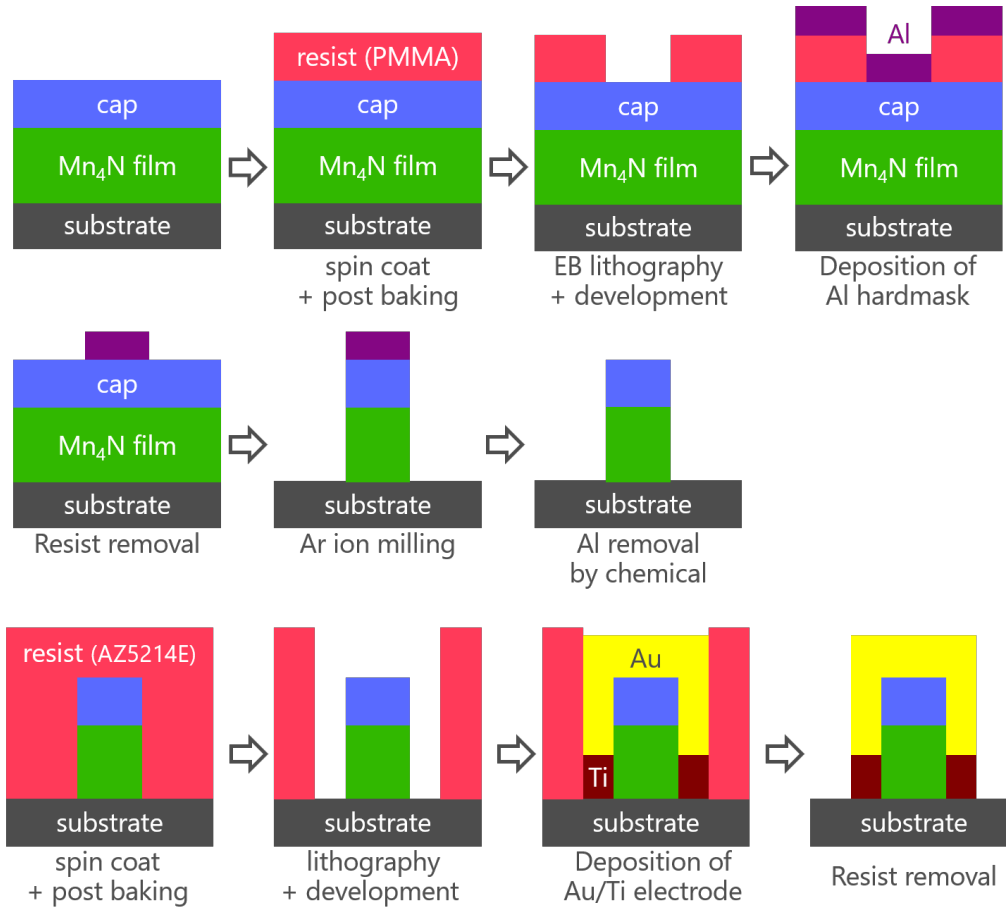 cap
Mn₄N film
substrate
resist (PMMA)
cap
Mn₄N film
substrate
spin coat
+ post baking
cap
Mn₄N film
substrate
EB lithography
+ development
Al
cap
Mn₄N film
substrate
Deposition of
Al hardmask
cap
Mn₄N film
substrate
Resist removal
substrate
Ar ion milling
substrate
Al removal
by chemical
resist (AZ5214E)
substrate
spin coat
+ post baking
substrate
lithography
+ development
Au
Ti
substrate
Deposition of
Au/Ti electrode
substrate
Resist removal